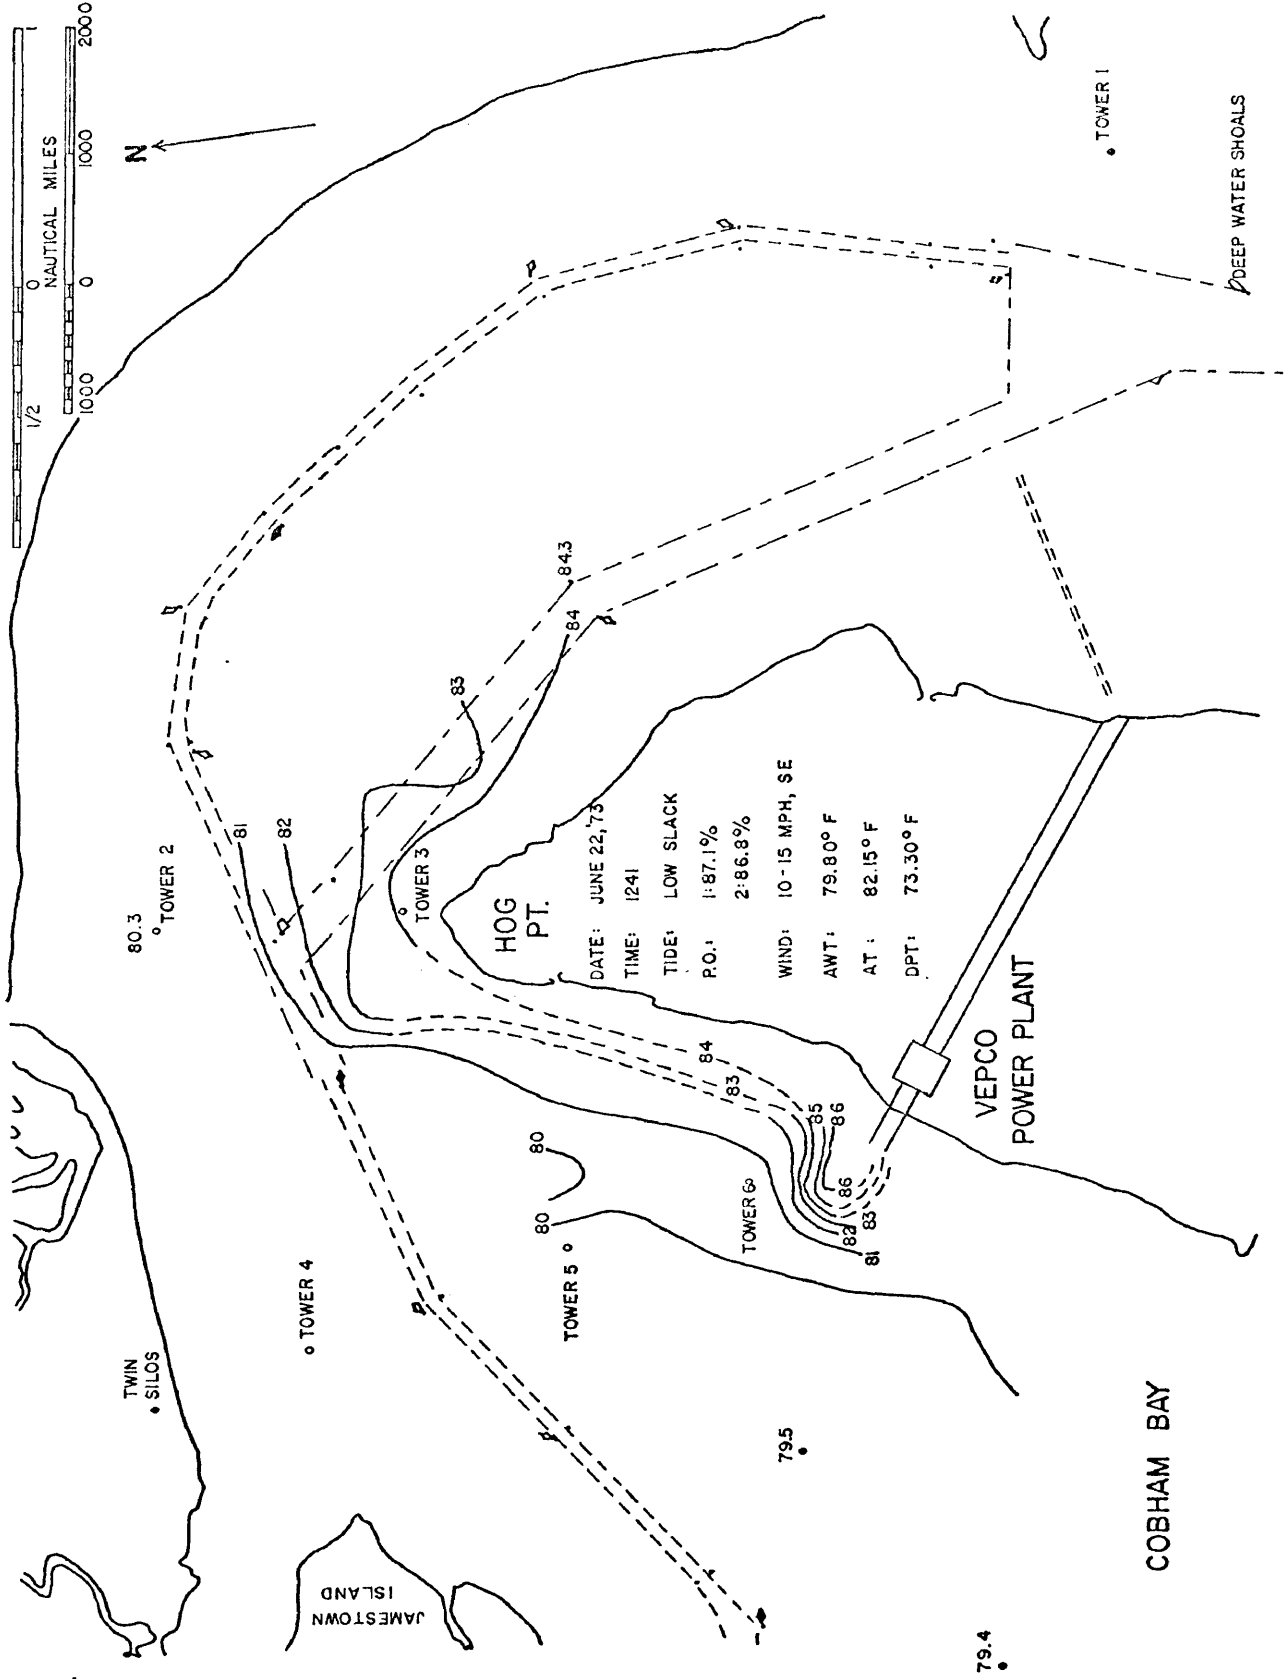 1/2 0 1
NAUTICAL MILES
1000 0 1000 2000
N
TWIN
SILOS
80.3
TOWER 2
81
82
TOWER 4
JAMESTOWN
ISLAND
83
84
84.3
TOWER 3
80
80
TOWER 5
HOG
PT.
DATE: JUNE 22,'73
TIME: 1241
TIDE: LOW SLACK
P.O.: 1:87.1%
2:86.8%
WIND: 10-15 MPH, SE
AWT: 79.80° F
AT: 82.15° F
DPT: 73.30° F
84
83
TOWER 6
85
86
86
83
82
81
79.5
79.4
VEPCO
POWER PLANT
COBHAM BAY
TOWER 1
DEEP WATER SHOALS